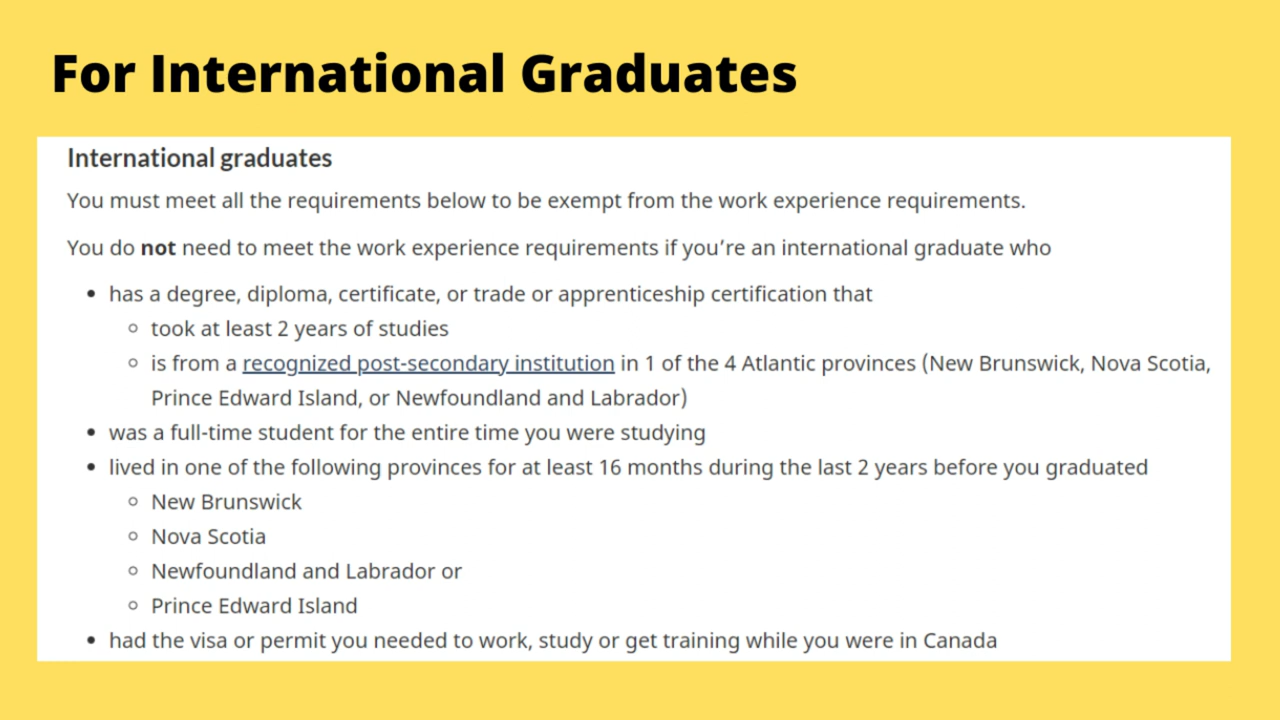 For International Graduates
International graduates
You must meet all the requirements below to be exempt from the work experience requirements.
You do not need to meet the work experience requirements if you’re an international graduate who
• has a degree, diploma, certificate, or trade or apprenticeship certification that
○ took at least 2 years of studies
○ is from a recognized post-secondary institution in 1 of the 4 Atlantic provinces (New Brunswick, Nova Scotia,
Prince Edward Island, or Newfoundland and Labrador)
• was a full-time student for the entire time you were studying
• lived in one of the following provinces for at least 16 months during the last 2 years before you graduated
○ New Brunswick
○ Nova Scotia
○ Newfoundland and Labrador or
○ Prince Edward Island
• had the visa or permit you needed to work, study or get training while you were in Canada